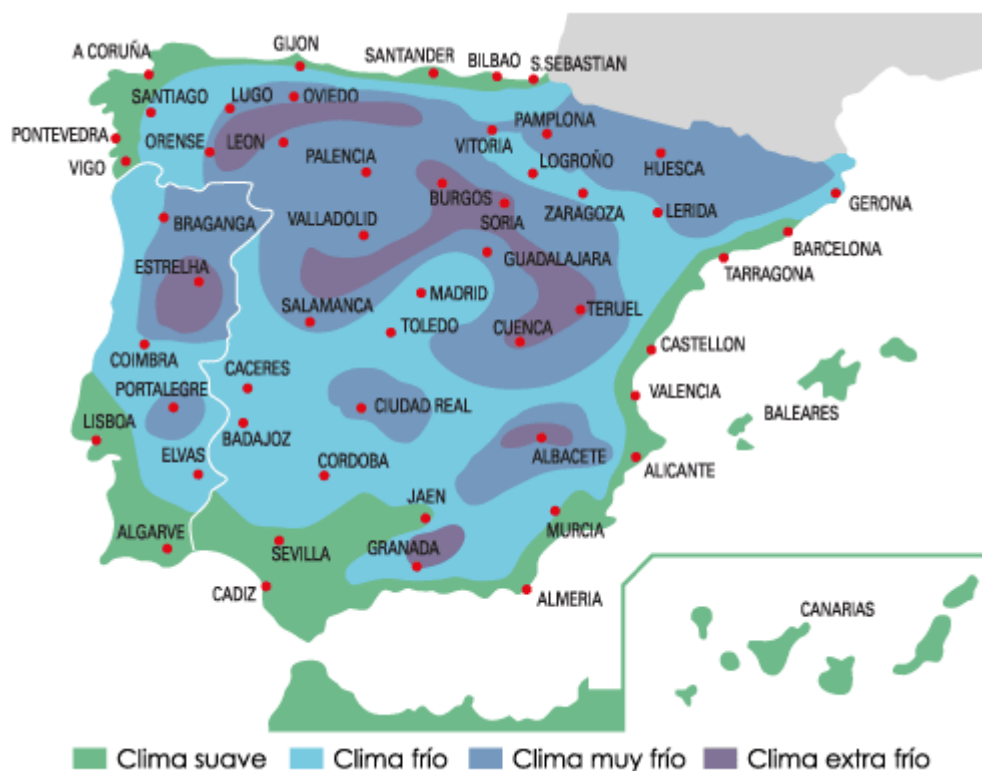 GIJON
A CORUÑA
SANTANDER
BILBAO
S.SEBASTIAN
SANTIAGO
LUGO
OVIEDO
PONTEVEDRA
ORENSE
LEON
VITORIA
PAMPLONA
VIGO
PALENCIA
LOGROÑO
HUESCA
BURGOS
SORIA
ZARAGOZA
LERIDA
GERONA
BRAGANGA
VALLADOLID
GUADALAJARA
BARCELONA
TARRAGONA
ESTRELHA
SALAMANCA
MADRID
TOLEDO
CUENCA
TERUEL
COIMBRA
CASTELLON
CACERES
PORTALEGRE
CIUDAD REAL
VALENCIA
BALEARES
LISBOA
BADAJOZ
ALBACETE
ELVAS
CORDOBA
ALICANTE
JAEN
ALGARVE
SEVILLA
GRANADA
MURCIA
CADIZ
ALMERIA
CANARIAS
Clima suave
Clima frío
Clima muy frío
Clima extra frío